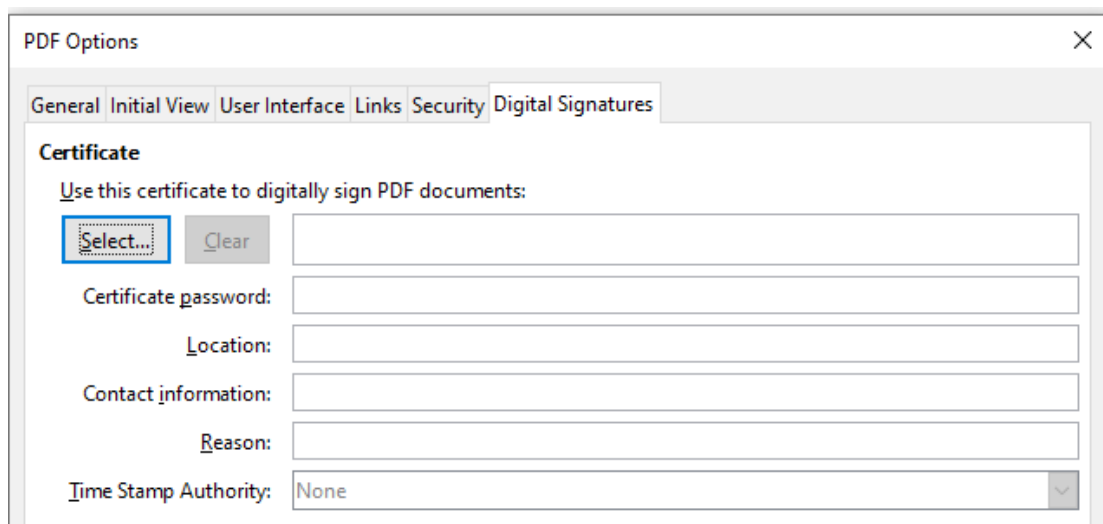 PDF Options
General Initial View User Interface Links Security Digital Signatures
Certificate
Use this certificate to digitally sign PDF documents:
Select... Clear
Certificate password:
Location:
Contact information:
Reason:
Time Stamp Authority: None